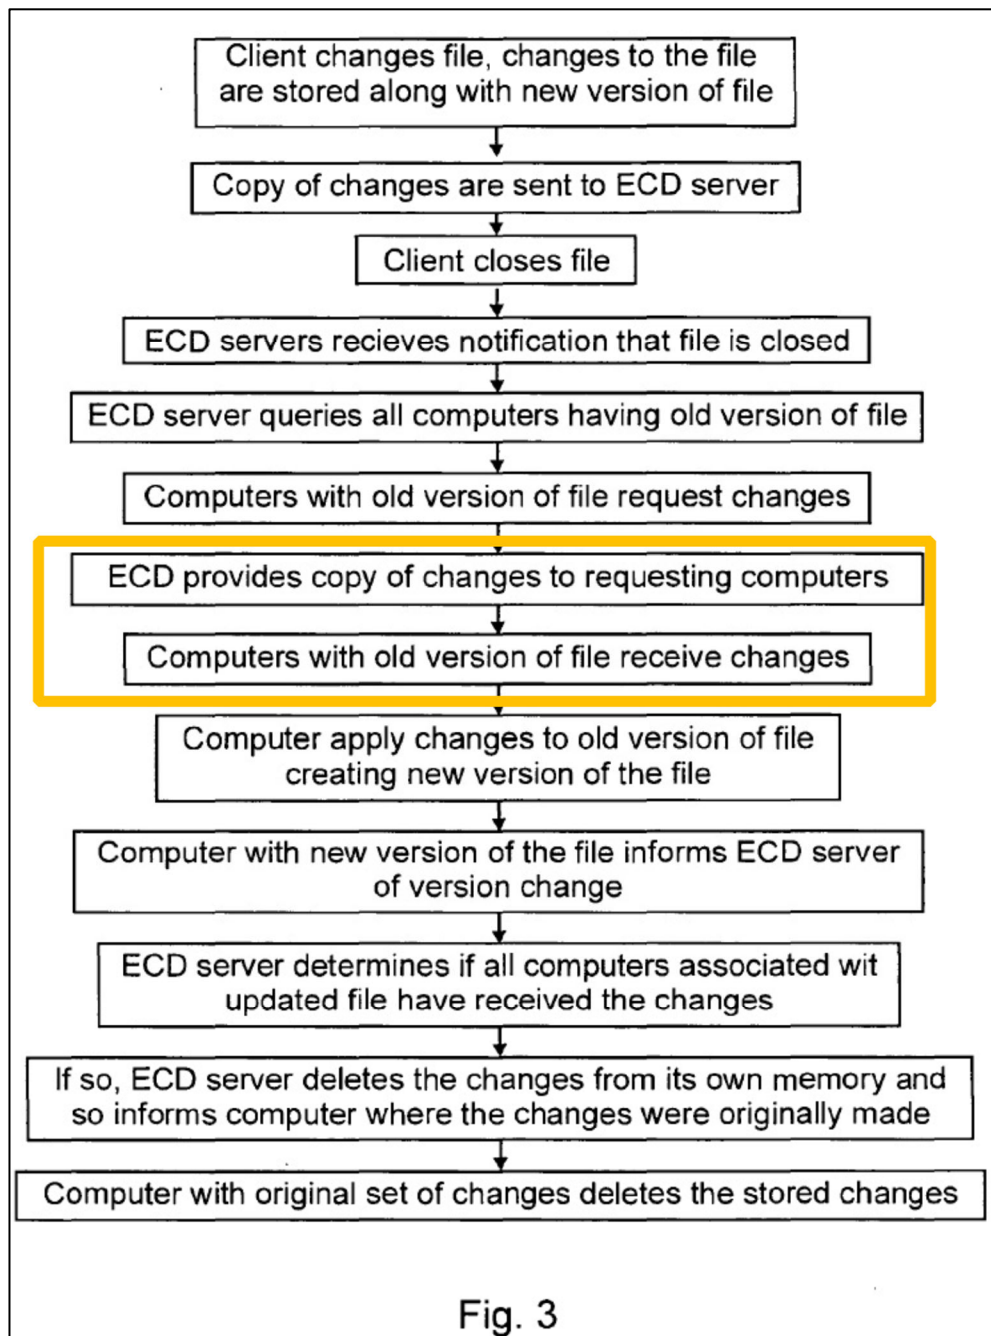 Client changes file, changes to the file
are stored along with new version of file
Copy of changes are sent to ECD server
Client closes file
ECD servers recieves notification that file is closed
ECD server queries all computers having old version of file
Computers with old version of file request changes
ECD provides copy of changes to requesting computers
Computers with old version of file receive changes
Computer apply changes to old version of file
creating new version of the file
Computer with new version of the file informs ECD server
of version change
ECD server determines if all computers associated wit
updated file have received the changes
If so, ECD server deletes the changes from its own memory and
so informs computer where the changes were originally made
Computer with original set of changes deletes the stored changes
Fig. 3